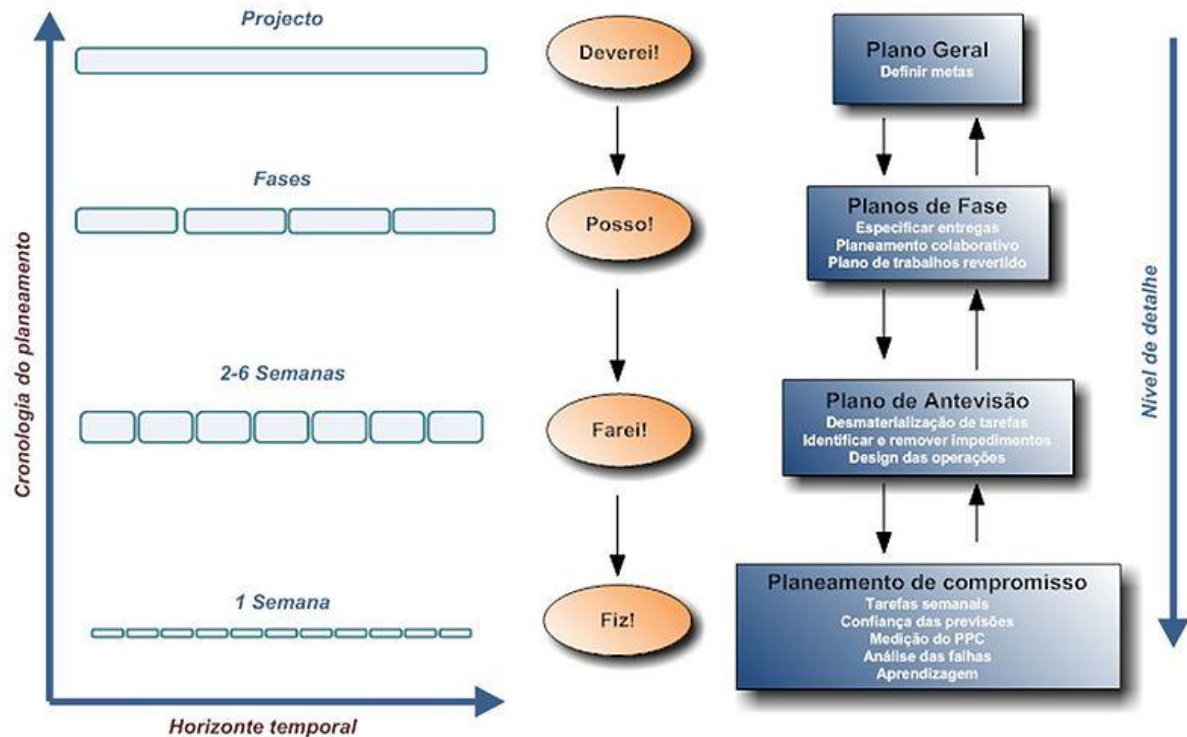 Projecto
Deverei!
Plano Geral
Definir metas
Fases
Posso!
Planos de Fase
Especificar entregas
Planeamento colaborativo
Plano de trabalhos revertido
2-6 Semanas
Farei!
Plano de Antevisão
Desmaterialização de tarefas
Identificar e remover impedimentos
Design das operações
1 Semana
Fiz!
Planeamento de compromisso
Tarefas semanais
Confiança das previsões
Medição do PPC
Análise das falhas
Aprendizagem
Cronologia do planeamento
Horizonte temporal
Nível de detalhe